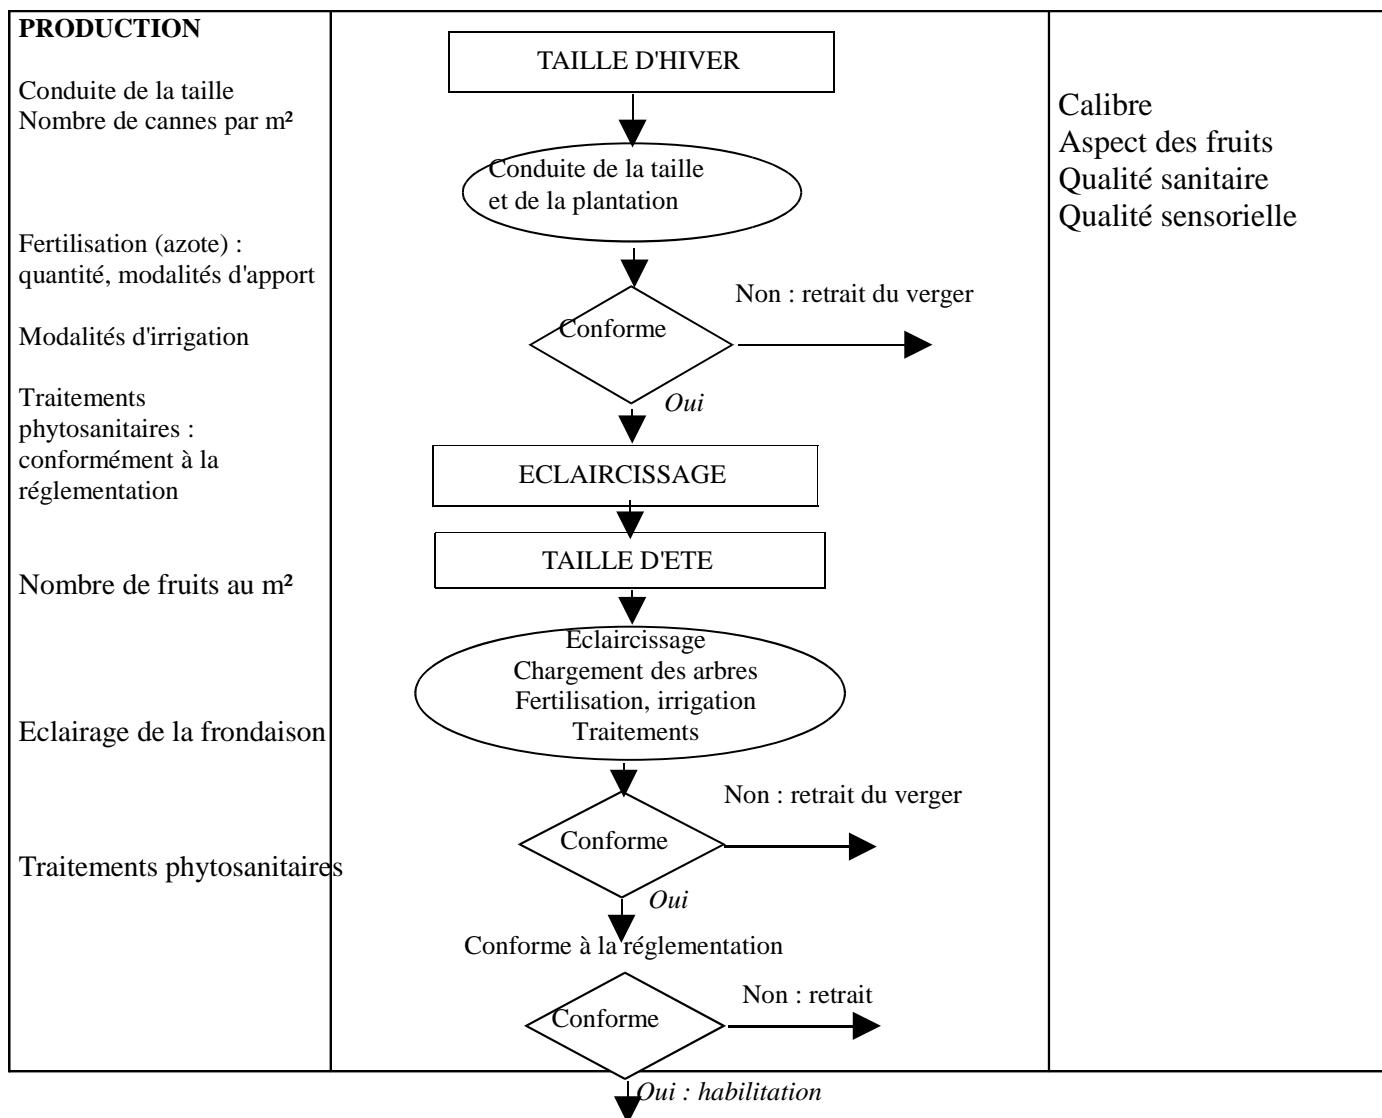 PRODUCTION
Conduite de la taille
Nombre de cannes par m²
Fertilisation (azote) :
quantité, modalités d'apport
Modalités d'irrigation
Traitements
phytosanitaires :
conformément à la
réglementation
Nombre de fruits au m²
Eclairage de la frondaison
Traitements phytosanitaires
TAILLE D'HIVER
Conduite de la taille
et de la plantation
Conforme
Non : retrait du verger
Oui
ECLAIRCISSAGE
TAILLE D'ETE
Eclaircissage
Chargement des arbres
Fertilisation, irrigation
Traitements
Conforme
Non : retrait du verger
Oui
Conforme à la réglementation
Conforme
Non : retrait
Oui : habilitation
Calibre
Aspect des fruits
Qualité sanitaire
Qualité sensorielle